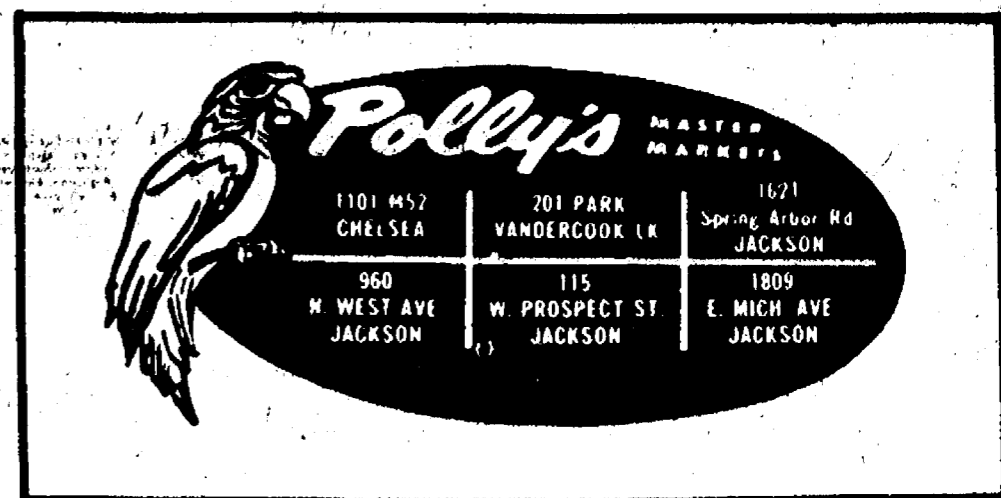 Polly's
MASTER
MARKETS
1101 M52
CHELSEA
201 PARK
VANDERCOOK LK
1621
Spring Arbor Rd
JACKSON
960
N. WEST AVE
JACKSON
115
W. PROSPECT ST.
JACKSON
1809
E. MICH AVE
JACKSON